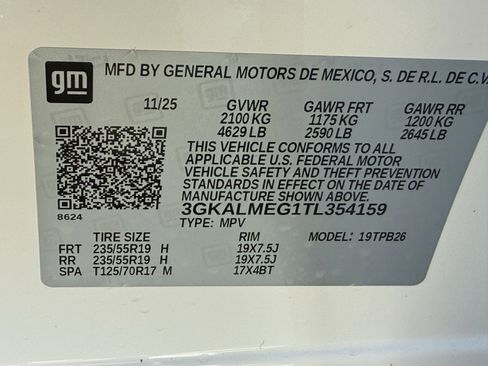 gm
MFD BY GENERAL MOTORS DE MEXICO, S. DE R.L. DE C.V
11/25 GVWR GAWR FRT GAWR RR
2100 KG 1175 KG 1200 KG
4629 LB 2590 LB 2645 LB
THIS VEHICLE CONFORMS TO ALL
APPLICABLE U.S. FEDERAL MOTOR
VEHICLE SAFETY AND THEFT PREVENTION
STANDARDS IN EFFECT ON THE DATE OF
MANUFACTURE SHOWN ABOVE.
8624
3GKALMEG1TL354159
TYPE: MPV
TIRE SIZE RIM MODEL: 19TPB26
FRT 235/55R19 H 19X7.5J
RR 235/55R19 H 19X7.5J
SPA T125/70R17 M 17X4BT